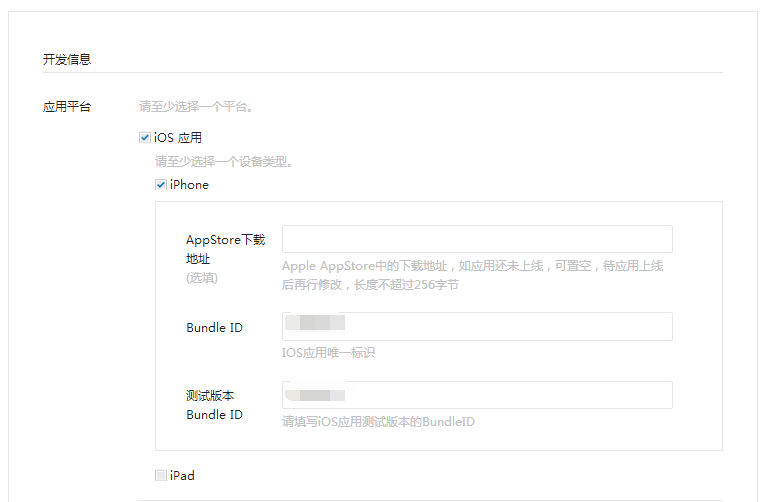 开发信息
应用平台
请至少选择一个平台。
iOS 应用
请至少选择一个设备类型。
iPhone
AppStore下载
地址
(选填)
Apple AppStore中的下载地址，如应用还未上线，可置空，待应用上线
后再行修改，长度不超过256字节
Bundle ID
IOS应用唯一标识
测试版本
Bundle ID
请填写iOS应用测试版本的BundleID
iPad